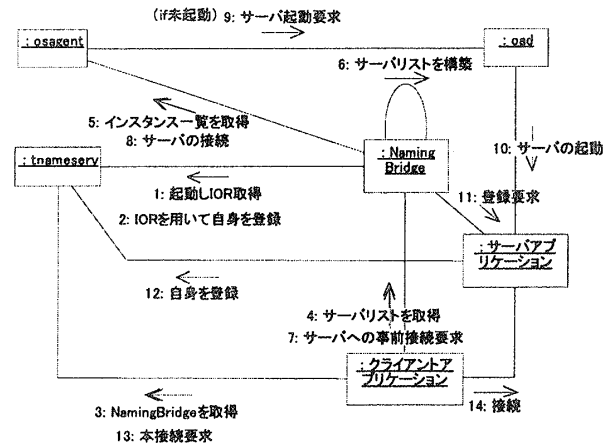 (if未起動) 9: サーバ起動要求
: osagent
: oad
6: サーバリストを構築
5: インスタンス一覧を取得
8: サーバの接続
10: サーバの起動
: tnameserv
: Naming
Bridge
1: 起動しIOR取得
11: 登録要求
2: IORを用いて自身を登録
: サーバアプ
リケーション
12: 自身を登録
4: サーバリストを取得
7: サーバへの事前接続要求
: クライアントア
プリケーション
14: 接続
3: NamingBridgeを取得
13: 本接続要求